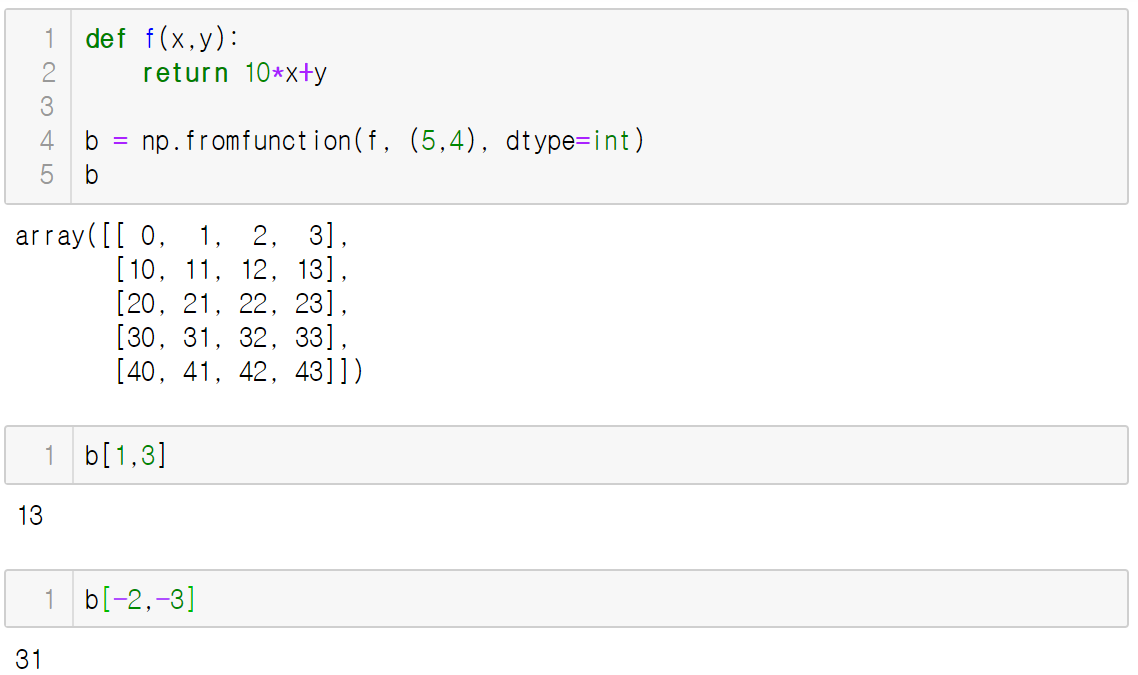 1 def f(x,y):
2     return 10*x+y
3
4 b = np.fromfunction(f, (5,4), dtype=int)
5 b
array([[ 0,  1,  2,  3],
       [10, 11, 12, 13],
       [20, 21, 22, 23],
       [30, 31, 32, 33],
       [40, 41, 42, 43]])
1 b[1,3]
13
1 b[-2,-3]
31